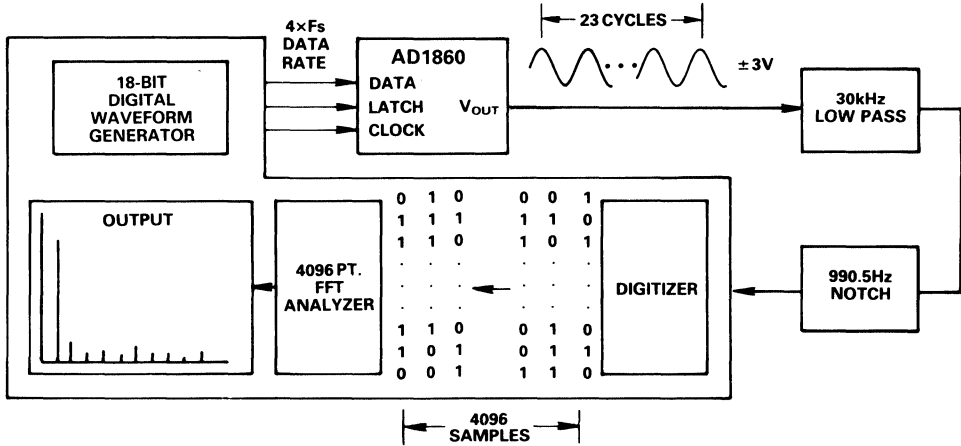 4×Fs
DATA
RATE
23 CYCLES
±3V
18-BIT
DIGITAL
WAVEFORM
GENERATOR
AD1860
DATA
LATCH
CLOCK
VOUT
30kHz
LOW PASS
OUTPUT
4096 PT.
FFT
ANALYZER
0 1 0 0 0 1
1 1 1 1 1 0
1 1 0 1 0 1
. . . . . .
. . . . . .
. . . . . .
1 1 0 0 1 0
1 0 1 0 1 1
0 0 1 1 1 0
DIGITIZER
990.5Hz
NOTCH
4096
SAMPLES